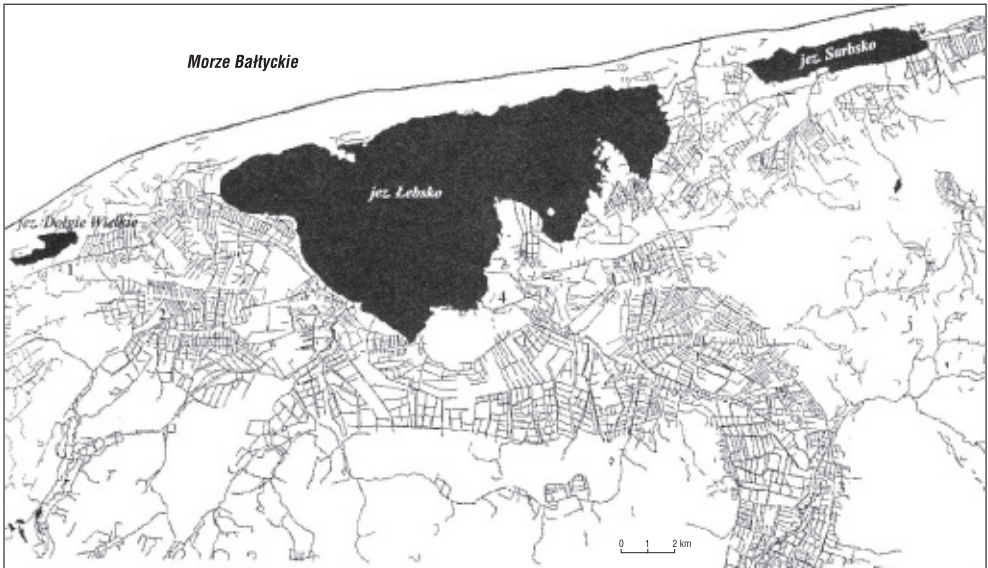 Morze Bałtyckie
jez. Sarbsko
jez. Łebsko
jez. Dołgie Wielkie
1
2
4
0 1 2 km